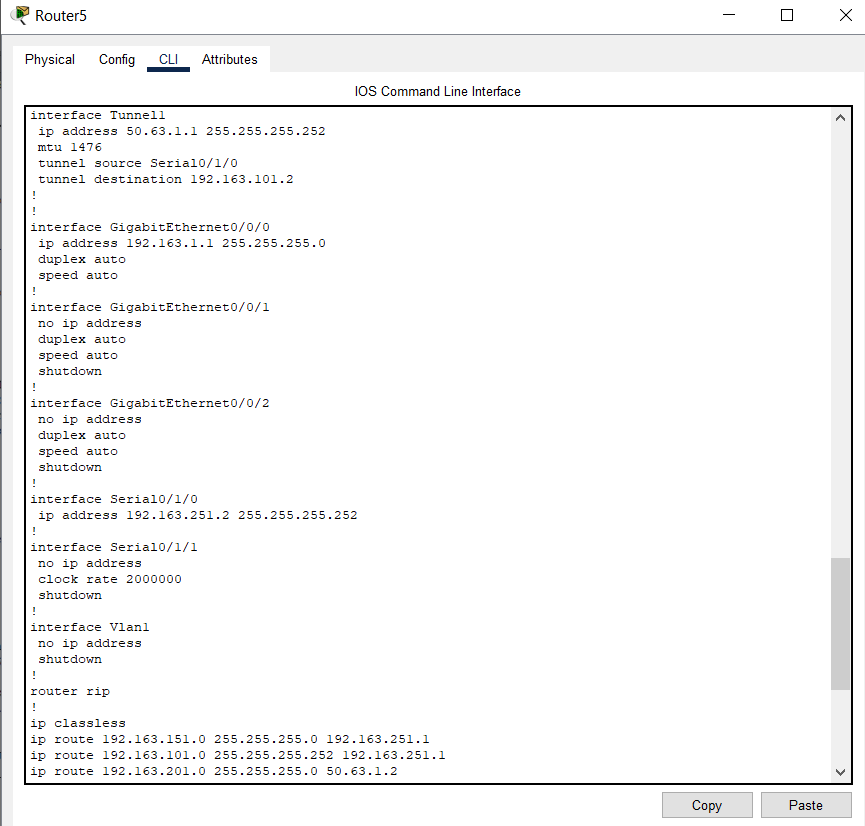 Router5
Physical Config CLI Attributes
IOS Command Line Interface
interface Tunnel1
ip address 50.63.1.1 255.255.255.252
mtu 1476
tunnel source Serial0/1/0
tunnel destination 192.163.101.2
!
!
interface GigabitEthernet0/0/0
ip address 192.163.1.1 255.255.255.0
duplex auto
speed auto
!
interface GigabitEthernet0/0/1
no ip address
duplex auto
speed auto
shutdown
!
interface GigabitEthernet0/0/2
no ip address
duplex auto
speed auto
shutdown
!
interface Serial0/1/0
ip address 192.163.251.2 255.255.255.252
!
interface Serial0/1/1
no ip address
clock rate 2000000
shutdown
!
interface Vlan1
no ip address
shutdown
!
router rip
!
ip classless
ip route 192.163.151.0 255.255.255.0 192.163.251.1
ip route 192.163.101.0 255.255.255.252 192.163.251.1
ip route 192.163.201.0 255.255.255.0 50.63.1.2
Copy Paste